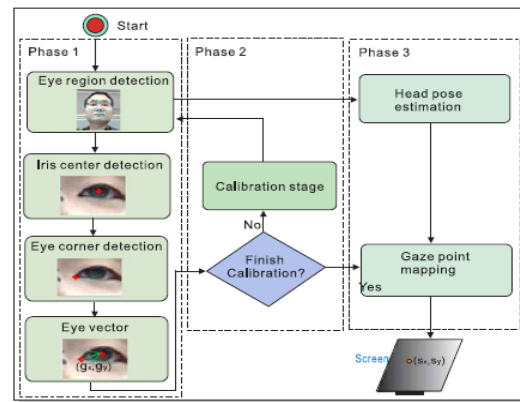 Start
Phase 1
Eye region detection
Iris center detection
Eye corner detection
Eye vector
(gx,gy)
Phase 2
Calibration stage
No
Finish
Calibration?
Phase 3
Head pose
estimation
Gaze point
mapping
Yes
Screen
(sx,sy)